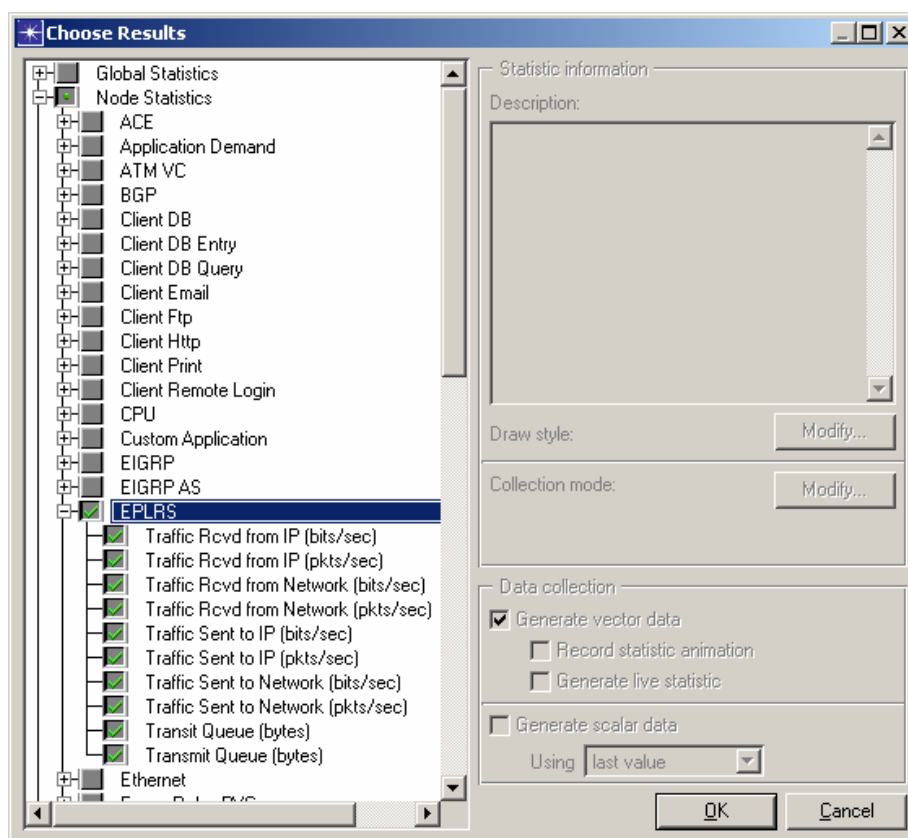 Choose Results
Global Statistics
Node Statistics
ACE
Application Demand
ATM VC
BGP
Client DB
Client DB Entry
Client DB Query
Client Email
Client Ftp
Client Http
Client Print
Client Remote Login
CPU
Custom Application
EIGRP
EIGRP AS
EPLRS
Traffic Rcvd from IP (bits/sec)
Traffic Rcvd from IP (pkts/sec)
Traffic Rcvd from Network (bits/sec)
Traffic Rcvd from Network (pkts/sec)
Traffic Sent to IP (bits/sec)
Traffic Sent to IP (pkts/sec)
Traffic Sent to Network (bits/sec)
Traffic Sent to Network (pkts/sec)
Transit Queue (bytes)
Transmit Queue (bytes)
Ethernet
Statistic information
Description:
Draw style:
Modify...
Collection mode:
Modify...
Data collection
Generate vector data
Record statistic animation
Generate live statistic
Generate scalar data
Using last value
OK
Cancel